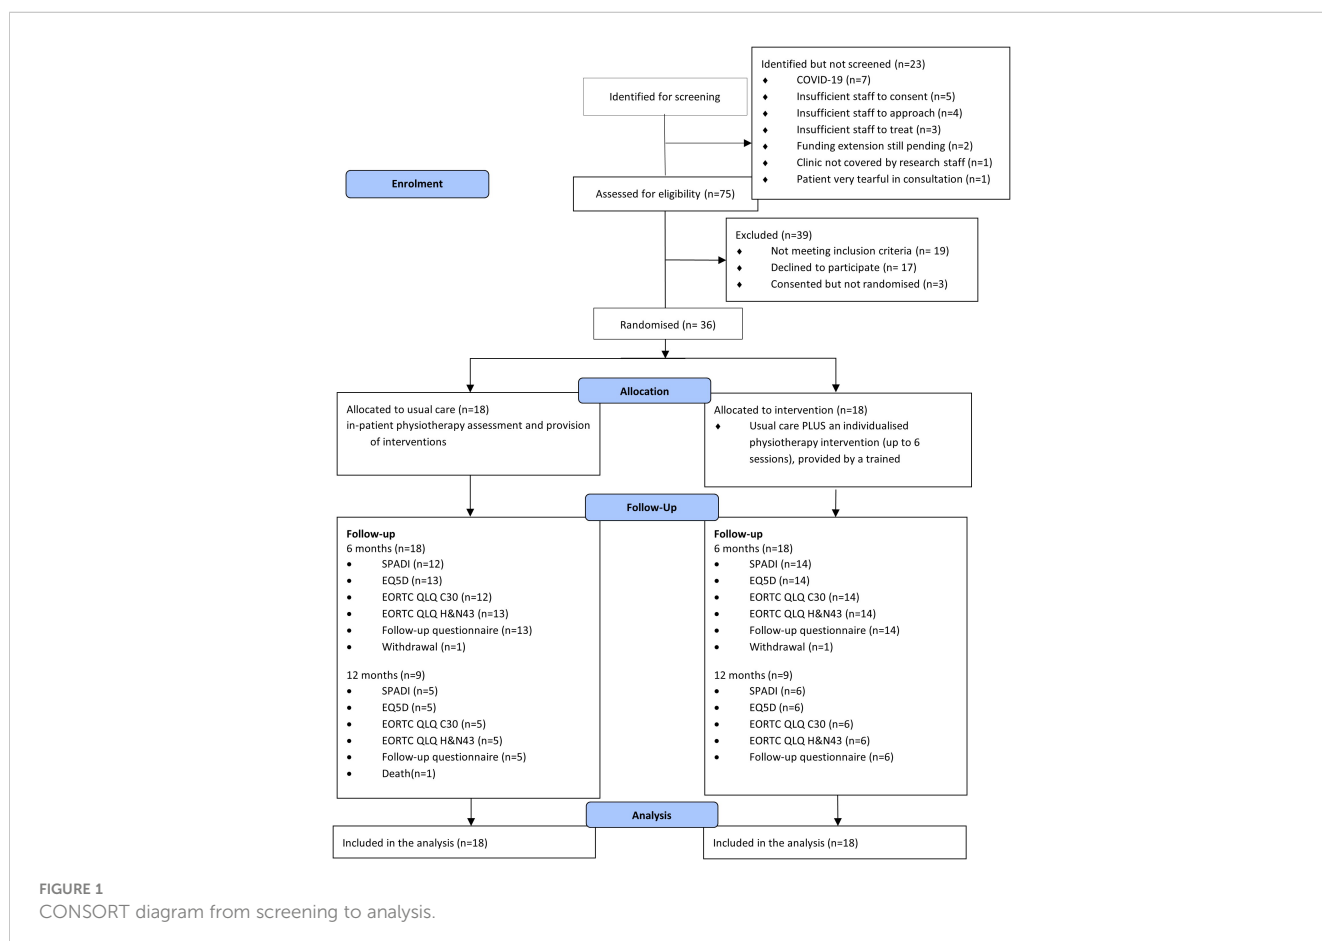 Identified for screening
Identified but not screened (n=23)
♦ COVID-19 (n=7)
♦ Insufficient staff to consent (n=5)
♦ Insufficient staff to approach (n=4)
♦ Insufficient staff to treat (n=3)
♦ Funding extension still pending (n=2)
♦ Clinic not covered by research staff (n=1)
♦ Patient very tearful in consultation (n=1)
Enrolment
Assessed for eligibility (n=75)
Excluded (n=39)
♦ Not meeting inclusion criteria (n= 19)
♦ Declined to participate (n= 17)
♦ Consented but not randomised (n=3)
Randomised (n= 36)
Allocation
Allocated to usual care (n=18)
in-patient physiotherapy assessment and provision
of interventions
Allocated to intervention (n=18)
♦ Usual care PLUS an individualised
physiotherapy intervention (up to 6
sessions), provided by a trained
Follow-Up
Follow-up
6 months (n=18)
• SPADI (n=12)
• EQ5D (n=13)
• EORTC QLQ C30 (n=12)
• EORTC QLQ H&N43 (n=13)
• Follow-up questionnaire (n=13)
• Withdrawal (n=1)
12 months (n=9)
• SPADI (n=5)
• EQ5D (n=5)
• EORTC QLQ C30 (n=5)
• EORTC QLQ H&N43 (n=5)
• Follow-up questionnaire (n=5)
• Death(n=1)
Follow-up
6 months (n=18)
• SPADI (n=14)
• EQ5D (n=14)
• EORTC QLQ C30 (n=14)
• EORTC QLQ H&N43 (n=14)
• Follow-up questionnaire (n=14)
• Withdrawal (n=1)
12 months (n=9)
• SPADI (n=6)
• EQ5D (n=6)
• EORTC QLQ C30 (n=6)
• EORTC QLQ H&N43 (n=6)
• Follow-up questionnaire (n=6)
Analysis
Included in the analysis (n=18)
Included in the analysis (n=18)
FIGURE 1
CONSORT diagram from screening to analysis.